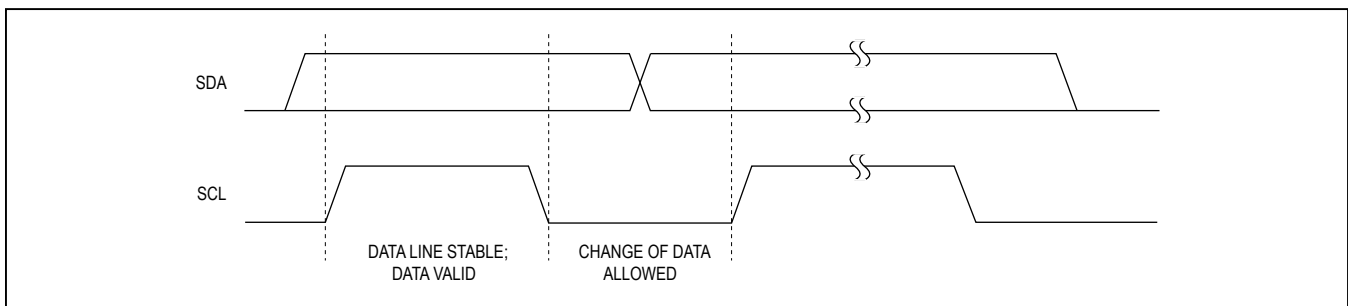 SDA
SCL
DATA LINE STABLE;
DATA VALID
CHANGE OF DATA
ALLOWED